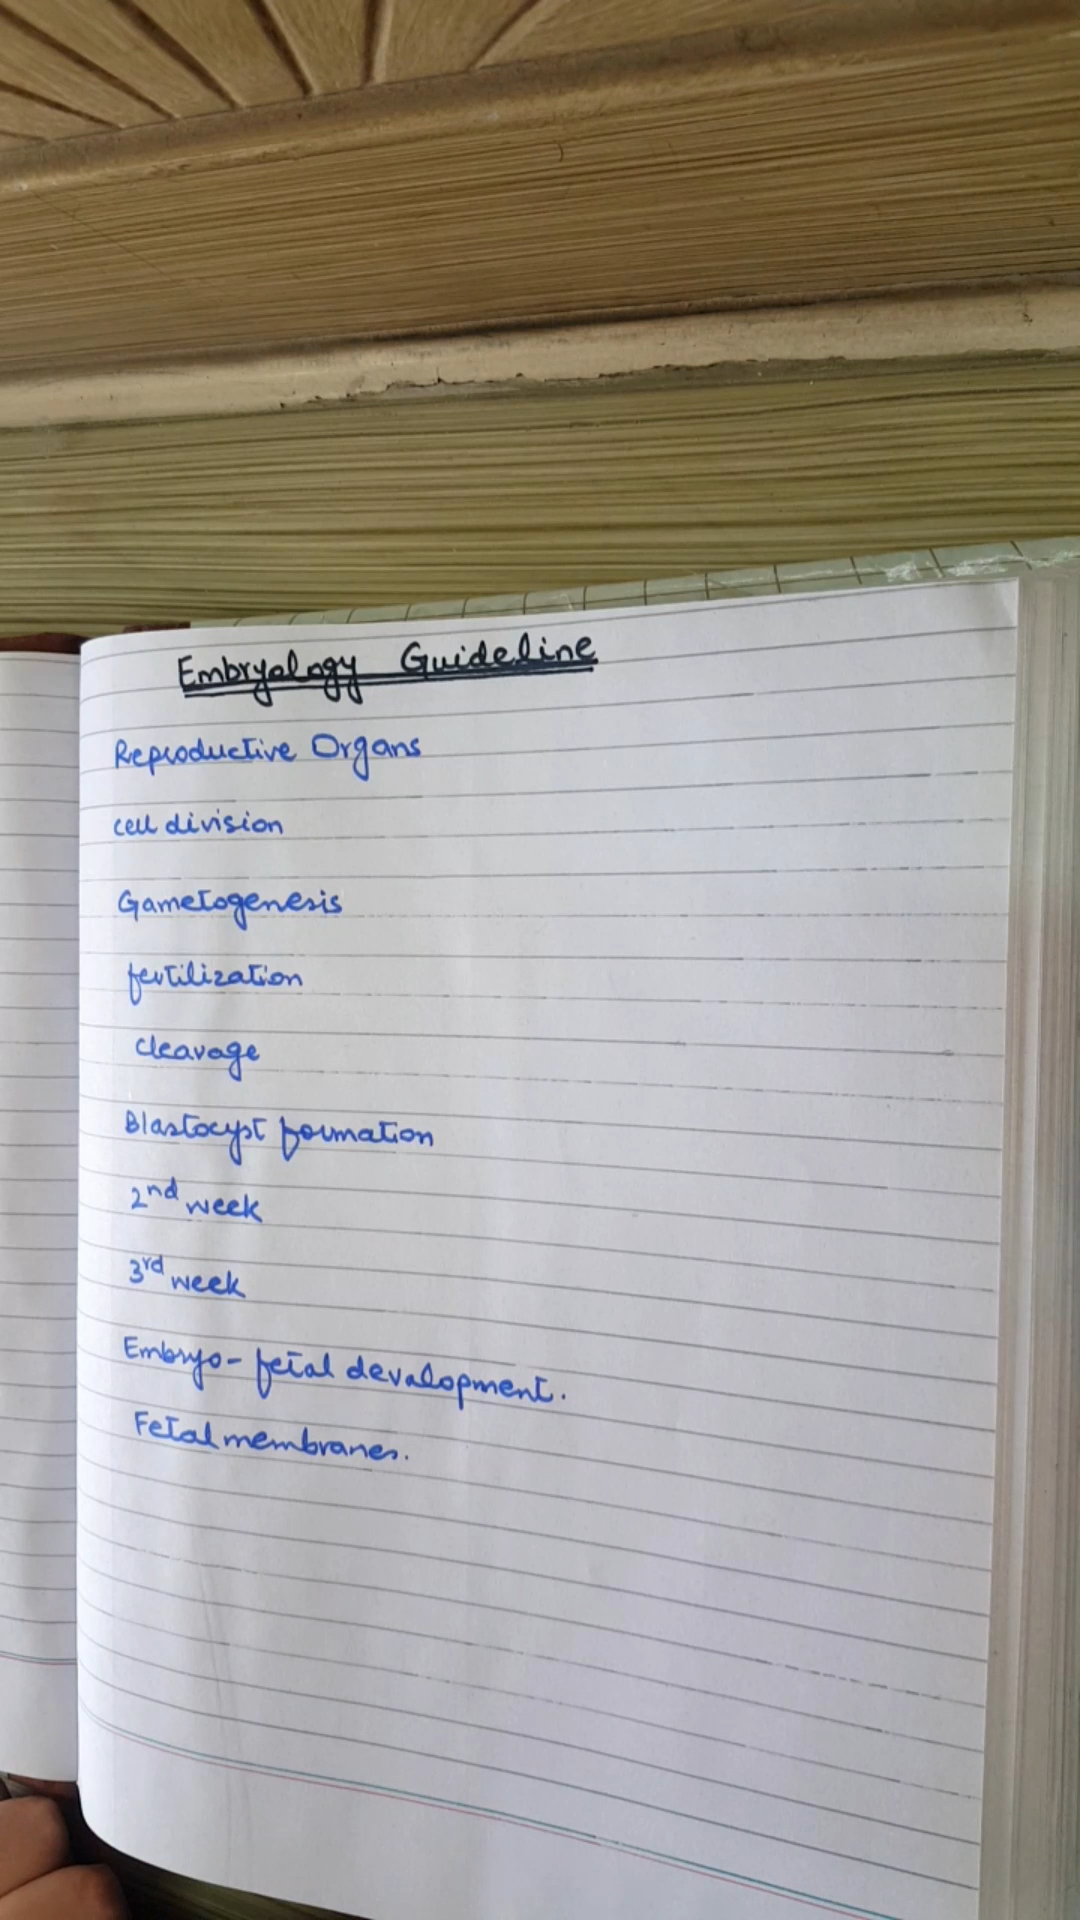 Embryology Guideline
Reproductive Organs
cell division
Gametogenesis
fertilization
cleavage
Blastocyst formation
2nd week
3rd week
Embryo-fetal devalopment.
Fetal membranes.